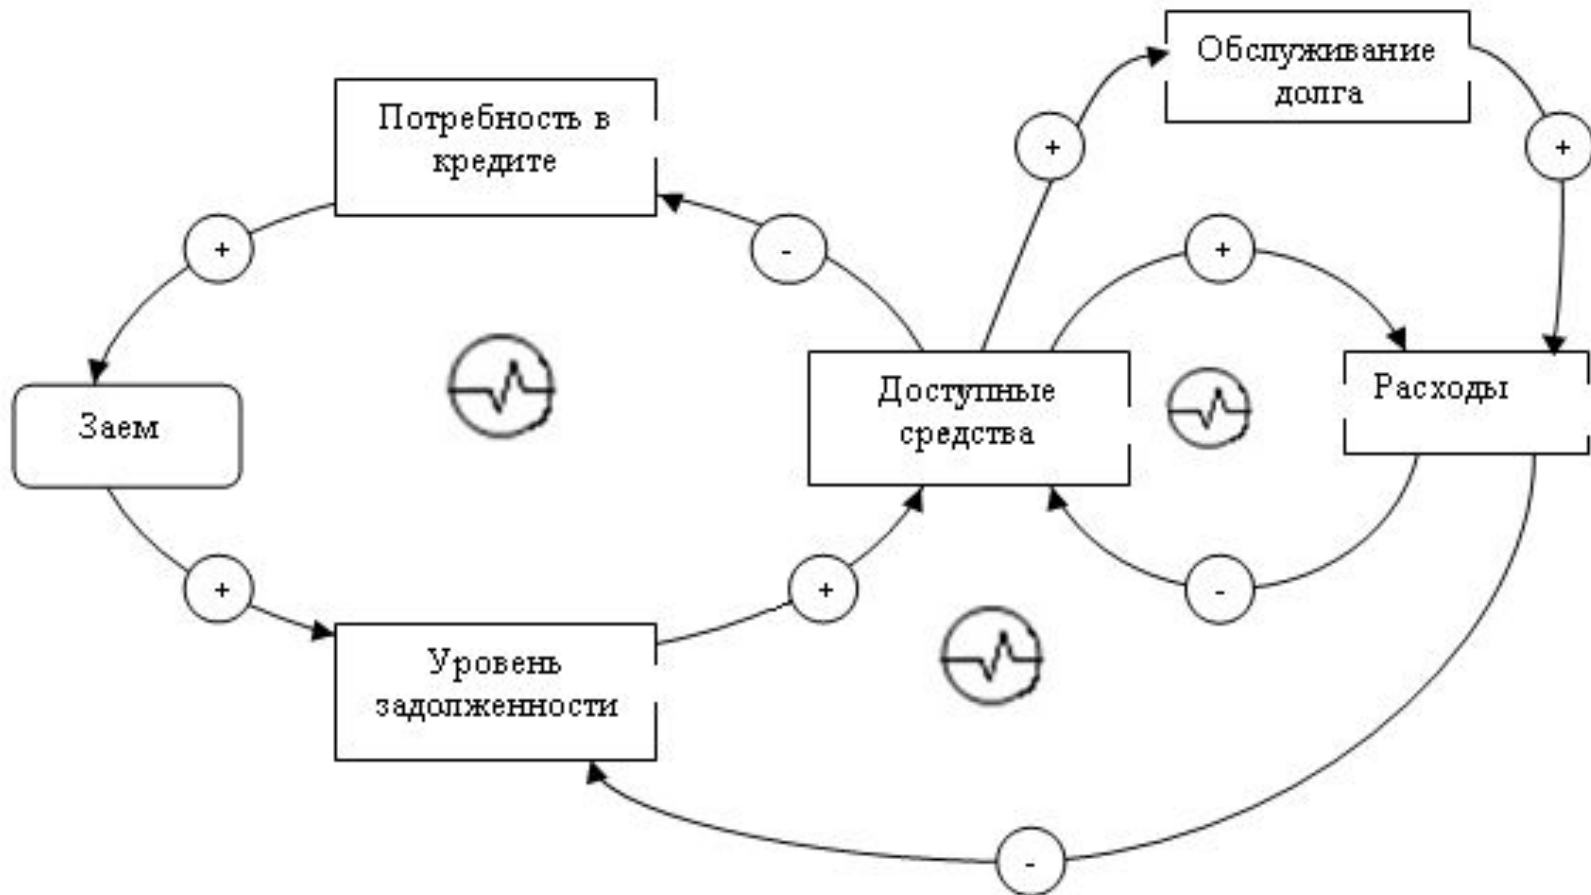 Обслуживание
долга
Потребность в
кредите
+
+
+
-
+
Доступные
средства
Расходы
Заем
+
+
-
Уровень
задолженности
-